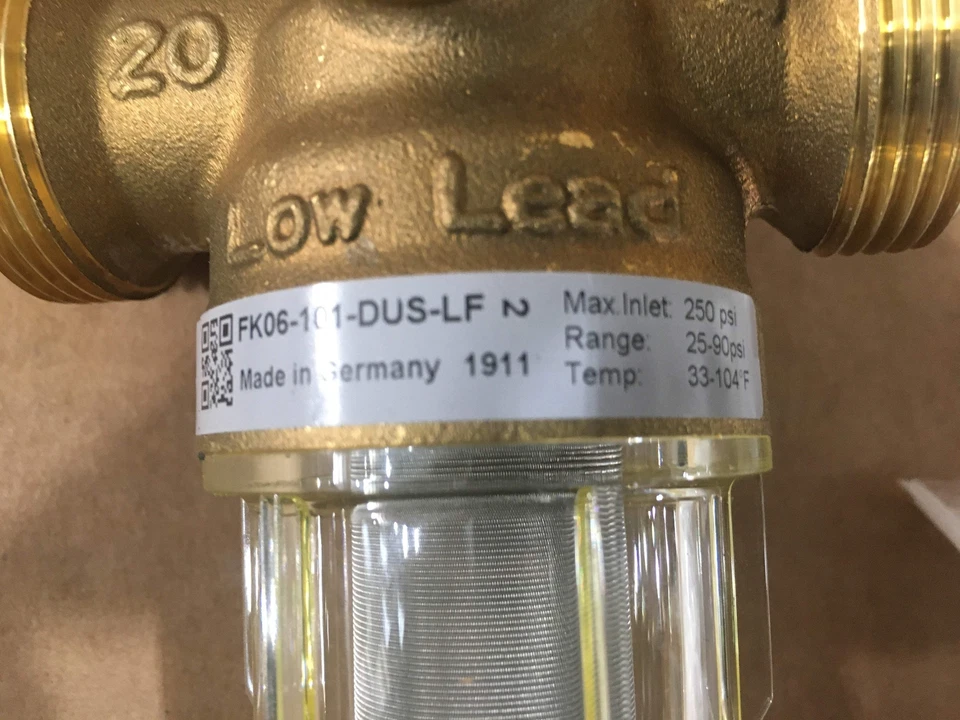 20
Low Lead
FK06-101-DUS-LF 2
Made in Germany 1911
Max.Inlet: 250 psi
Range: 25-90psi
Temp: 33-104°F